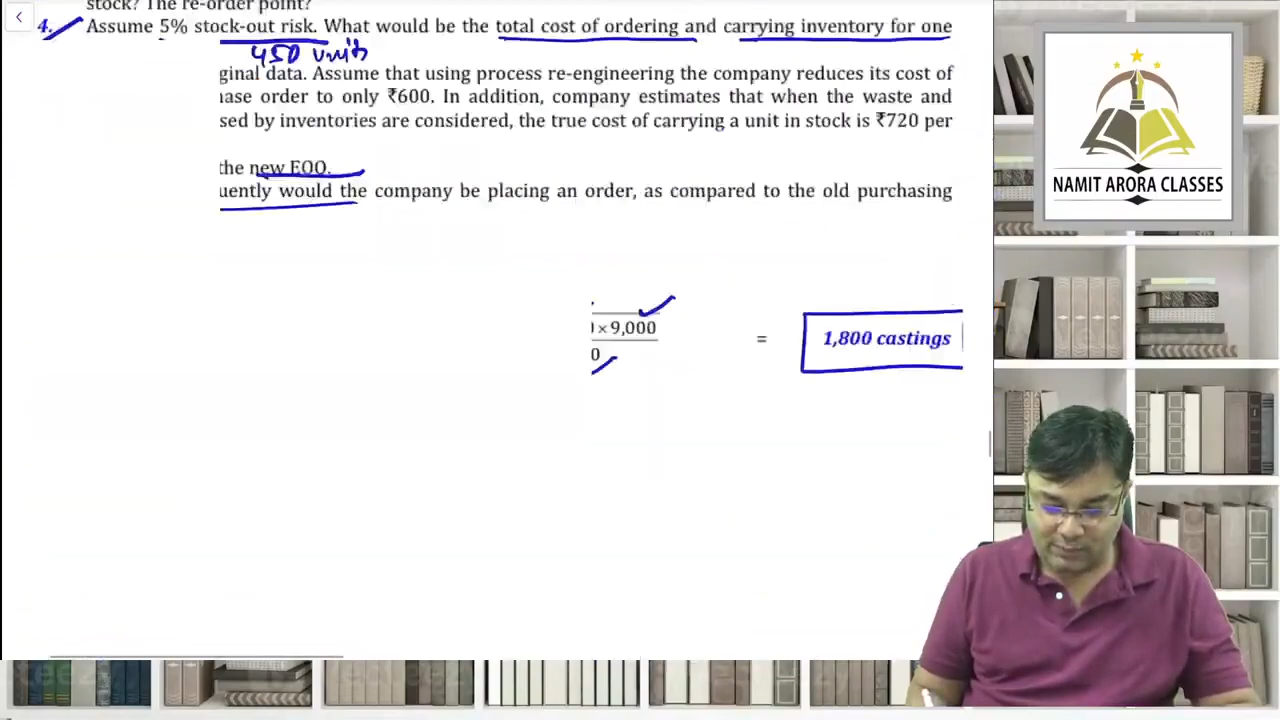 stock? The re-order point?
4. Assume 5% stock-out risk. What would be the total cost of ordering and carrying inventory for one
450 units
ginal data. Assume that using process re-engineering the company reduces its cost of
ase order to only ₹600. In addition, company estimates that when the waste and
sed by inventories are considered, the true cost of carrying a unit in stock is ₹720 per
the new EOQ.
uently would the company be placing an order, as compared to the old purchasing
× 9,000
0
= 1,800 castings
NAMIT ARORA CLASSES